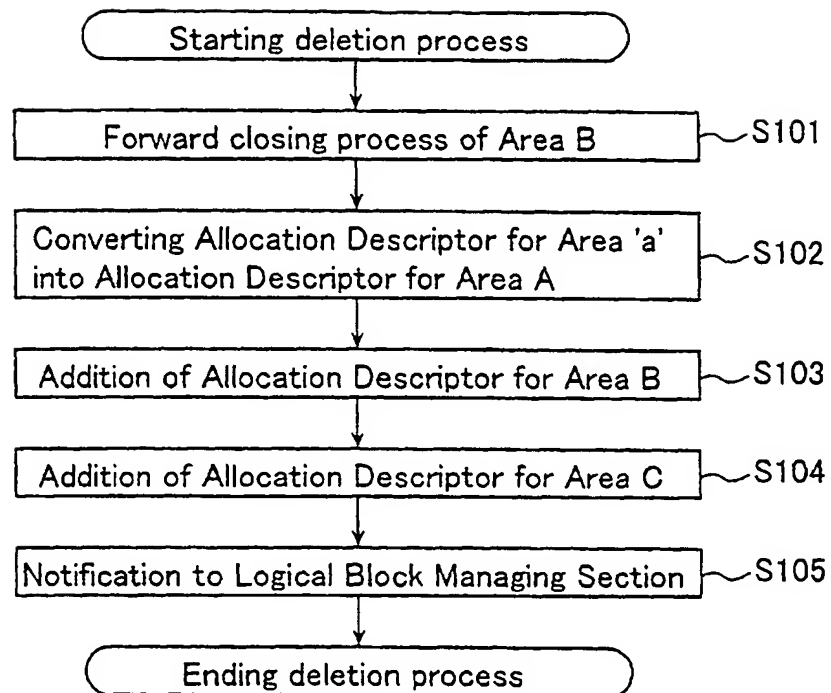 Starting deletion process
Forward closing process of Area B
S101
Converting Allocation Descriptor for Area 'a'
into Allocation Descriptor for Area A
S102
Addition of Allocation Descriptor for Area B
S103
Addition of Allocation Descriptor for Area C
S104
Notification to Logical Block Managing Section
S105
Ending deletion process